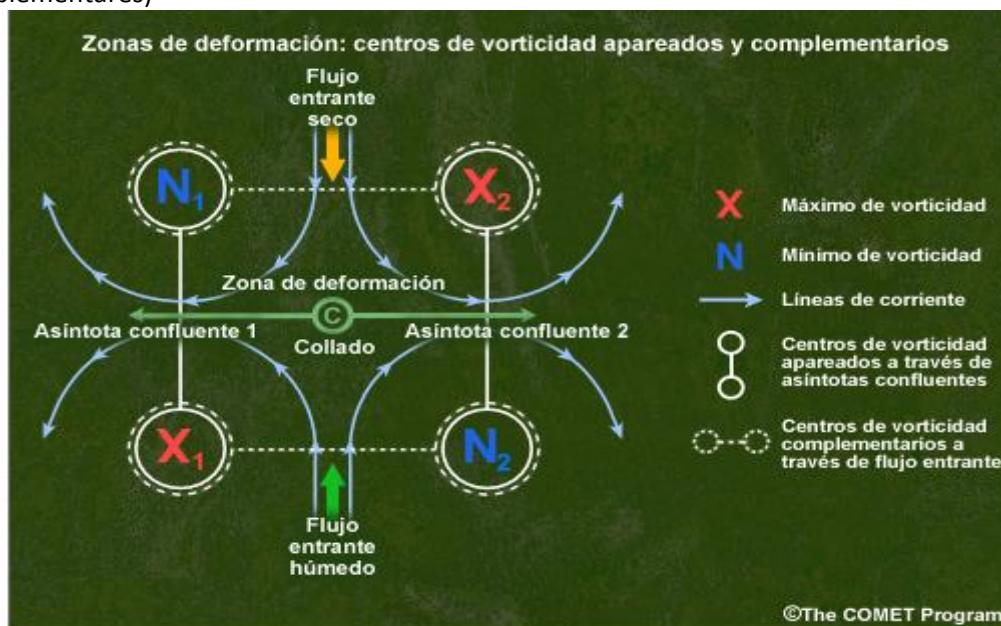 plementares)
Zonas de deformación: centros de vorticidad apareados y complementarios
Flujo
entrante
seco
N1
X2
X
Máximo de vorticidad
N
Mínimo de vorticidad
Líneas de corriente
Zona de deformación
C
Asíntota confluente 1
Collado
Asíntota confluente 2
Centros de vorticidad
apareados a través de
asíntotas confluentes
Centros de vorticidad
complementarios a
través de flujo entrante
X1
N2
Flujo
entrante
húmedo
©The COMET Program